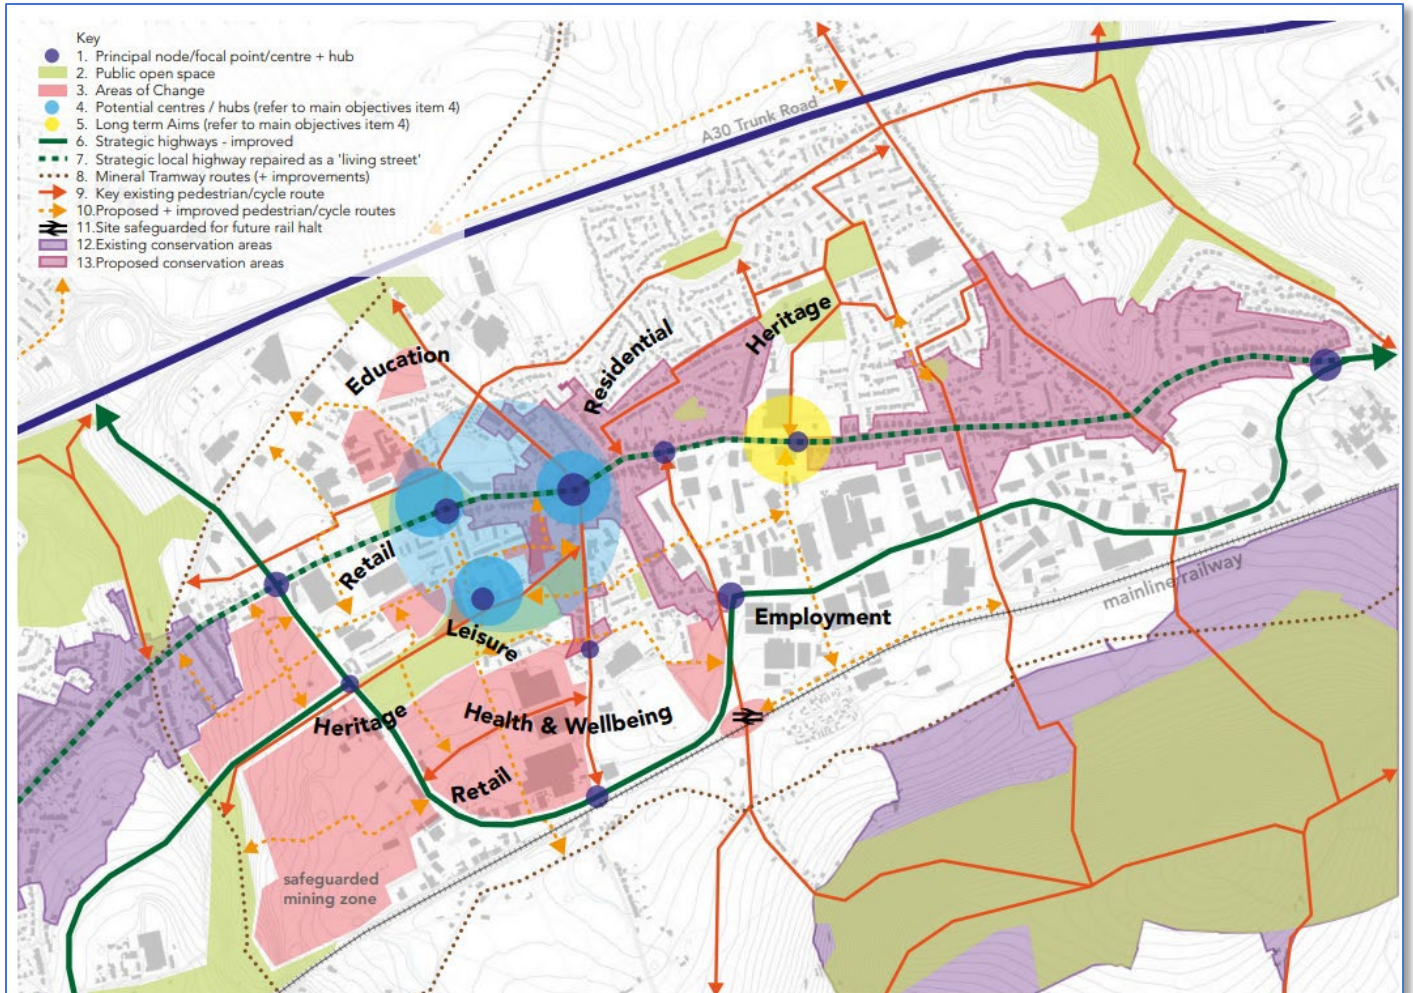 Key
1. Principal node/focal point/centre + hub
2. Public open space
3. Areas of Change
4. Potential centres / hubs (refer to main objectives item 4)
5. Long term Aims (refer to main objectives item 4)
6. Strategic highways - improved
7. Strategic local highway repaired as a 'living street'
8. Mineral Tramway routes (+ improvements)
9. Key existing pedestrian/cycle route
10.Proposed + improved pedestrian/cycle routes
11.Site safeguarded for future rail halt
12.Existing conservation areas
13.Proposed conservation areas
A30 Trunk Road
Education
Residential
Heritage
Retail
Leisure
Employment
mainline railway
Heritage
Health & Wellbeing
Retail
safeguarded
mining zone